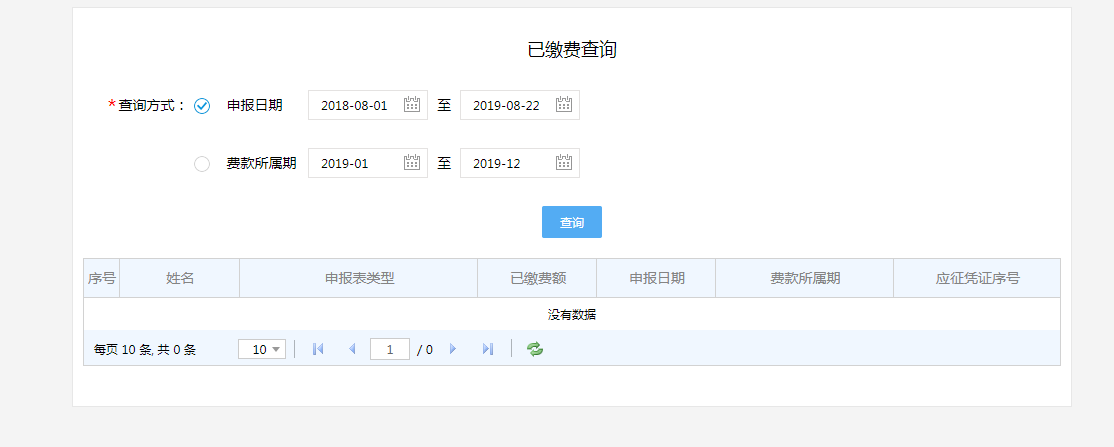 已缴费查询
*查询方式： 申报日期 2018-08-01 至 2019-08-22
费款所属期 2019-01 至 2019-12
查询
序号 姓名 申报表类型 已缴费额 申报日期 费款所属期 应征凭证序号
没有数据
每页 10 条, 共 0 条 10 1 / 0